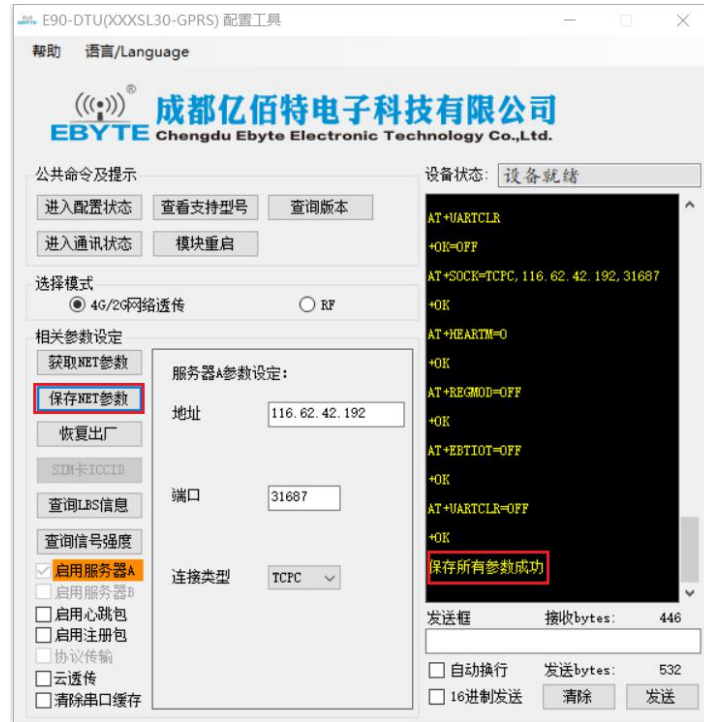 E90-DTU(XXXSL30-GPRS) 配置工具
帮助 语言/Language
((•))®
EBYTE
成都亿佰特电子科技有限公司
Chengdu Ebyte Electronic Technology Co.,Ltd.
公共命令及提示
进入配置状态 查看支持型号 查询版本
进入通讯状态 模块重启
选择模式
4G/2G网络透传 RF
相关参数设定
获取NET参数
保存NET参数
恢复出厂
SIM卡ICCID
查询LBS信息
查询信号强度
启用服务器A
启用服务器B
启用心跳包
启用注册包
协议传输
云透传
清除串口缓存
服务器A参数设定:
地址 116.62.42.192
端口 31687
连接类型 TCPC
设备状态: 设备就绪
AT+UARTCLR
+OK=OFF
AT+SOCK=TCPC,116.62.42.192,31687
+OK
AT+HEARTM=0
+OK
AT+REGMOD=OFF
+OK
AT+EBTIOT=OFF
+OK
AT+UARTCLR=OFF
+OK
保存所有参数成功
发送框 接收bytes: 446
自动换行 发送bytes: 532
16进制发送 清除 发送